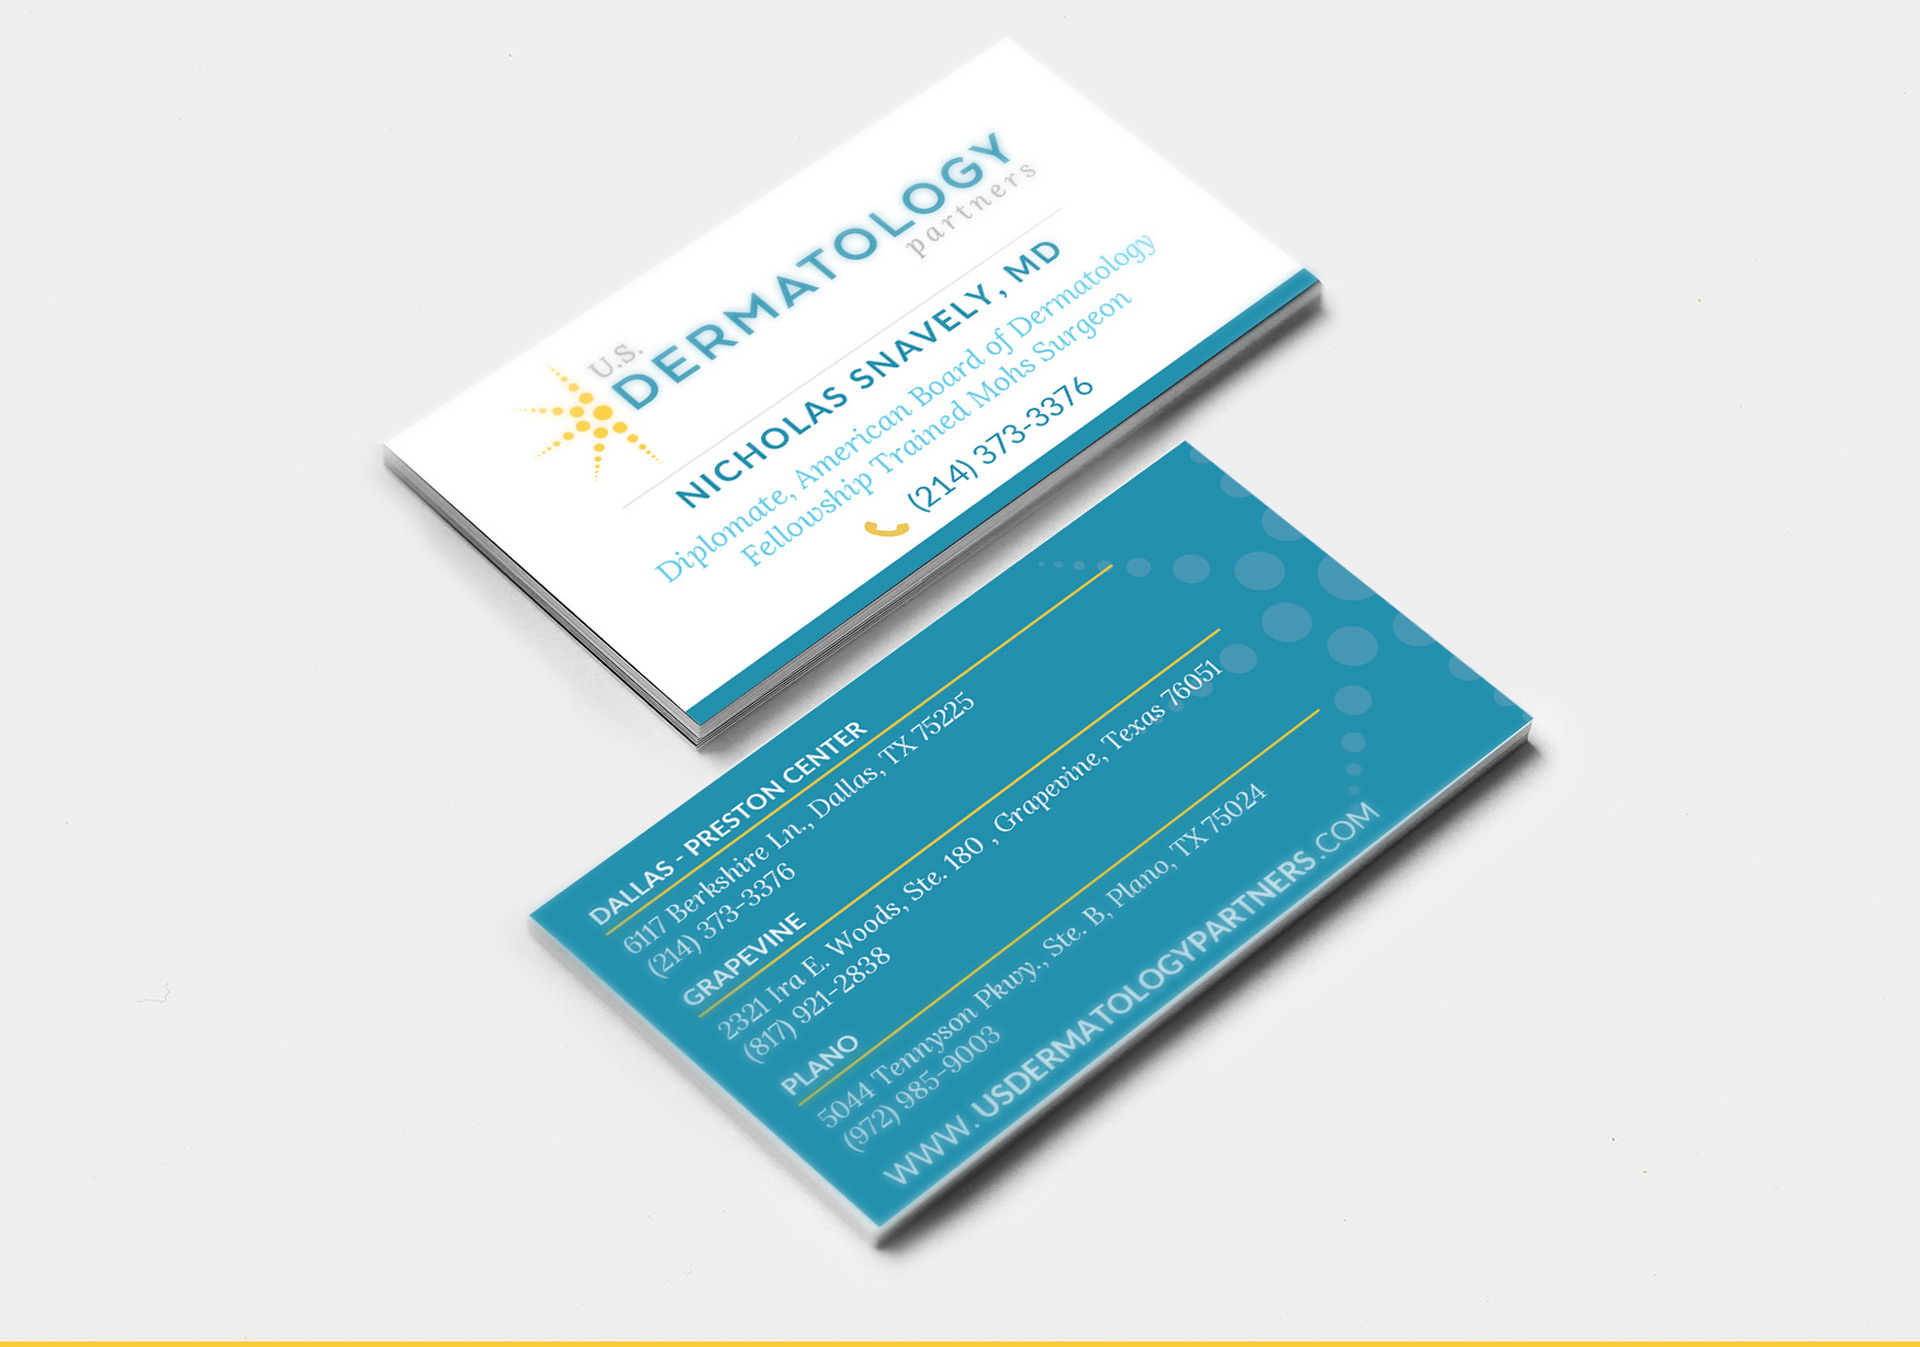 U.S.
DERMATOLOGY
partners
NICHOLAS SNAVELY, MD
Diplomate, American Board of Dermatology
Fellowship Trained Mohs Surgeon
(214) 373-3376
DALLAS - PRESTON CENTER
6117 Berkshire Ln., Dallas, TX 75225
(214) 373-3376
GRAPEVINE
2321 Ira E. Woods, Ste. 180 , Grapevine, Texas 76051
(817) 921-2838
PLANO
5044 Tennyson Pkwy., Ste. B, Plano, TX 75024
(972) 985-9003
WWW. USDERMATOLOGYPARTNERS.COM